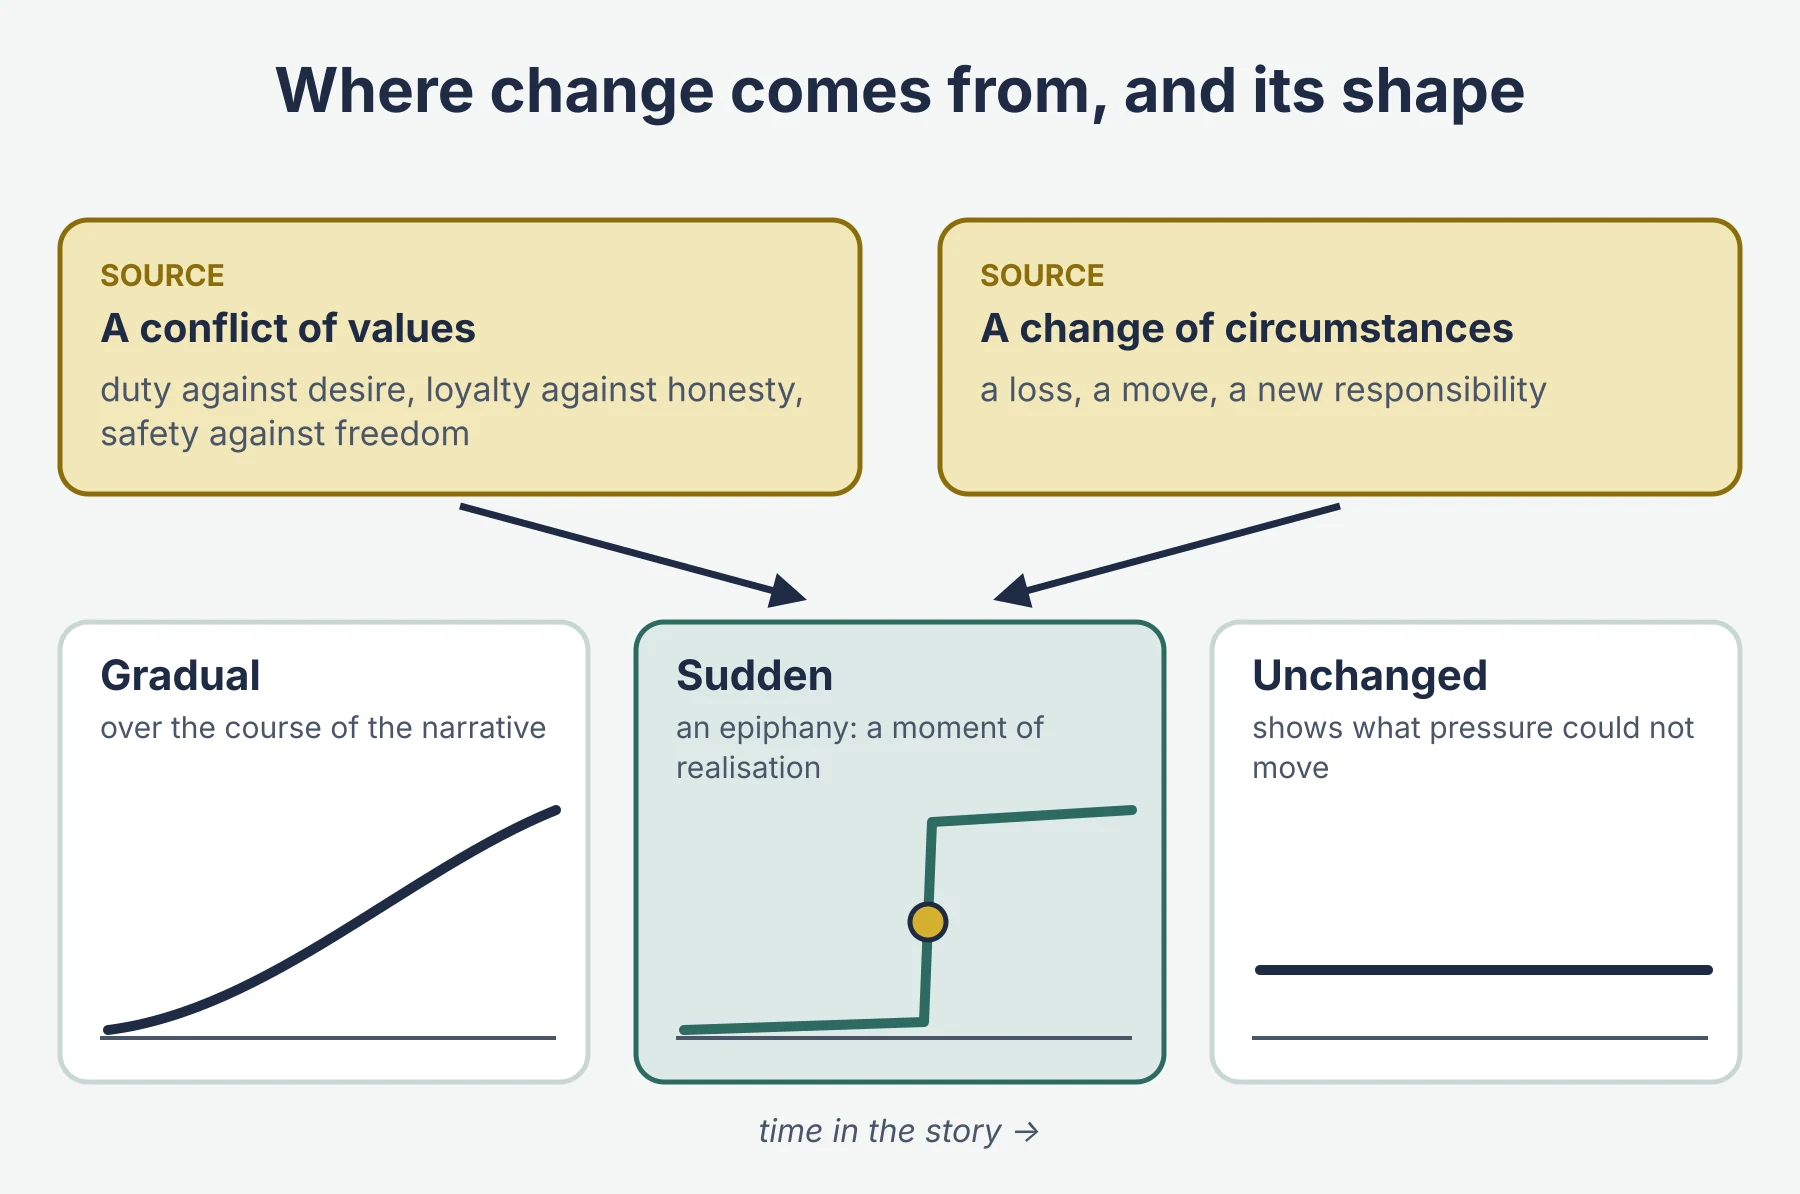 Where change comes from, and its shape
SOURCE
A conflict of values
duty against desire, loyalty against honesty,
safety against freedom
SOURCE
A change of circumstances
a loss, a move, a new responsibility
Gradual
over the course of the narrative
Sudden
an epiphany: a moment of
realisation
Unchanged
shows what pressure could not
move
time in the story →